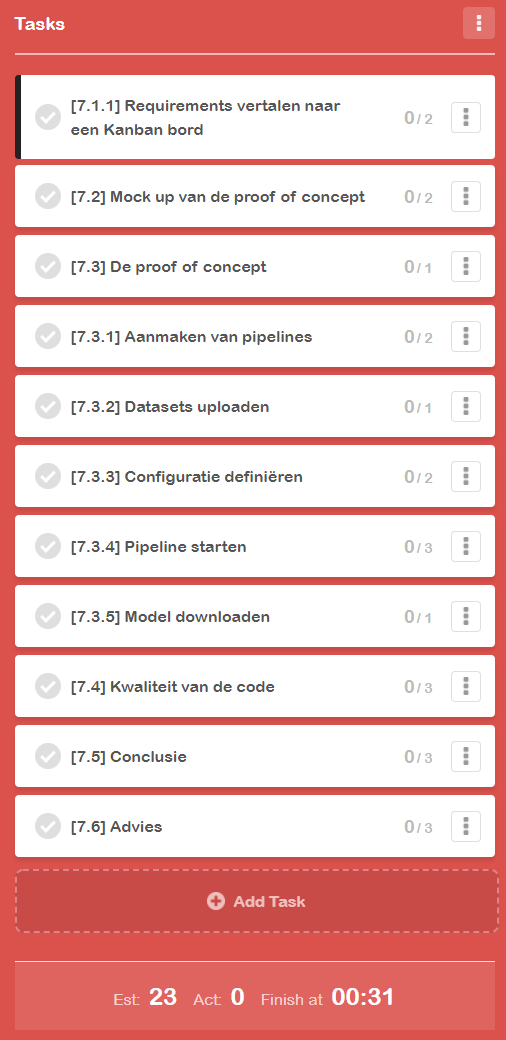 Tasks
[7.1.1] Requirements vertalen naar
een Kanban bord
0/ 2
[7.2] Mock up van de proof of concept
0/ 2
[7.3] De proof of concept
0/ 1
[7.3.1] Aanmaken van pipelines
0/ 2
[7.3.2] Datasets uploaden
0/ 1
[7.3.3] Configuratie definiëren
0/ 2
[7.3.4] Pipeline starten
0/ 3
[7.3.5] Model downloaden
0/ 1
[7.4] Kwaliteit van de code
0/ 3
[7.5] Conclusie
0/ 3
[7.6] Advies
0/ 3
Add Task
Est: 23 Act: 0 Finish at 00:31